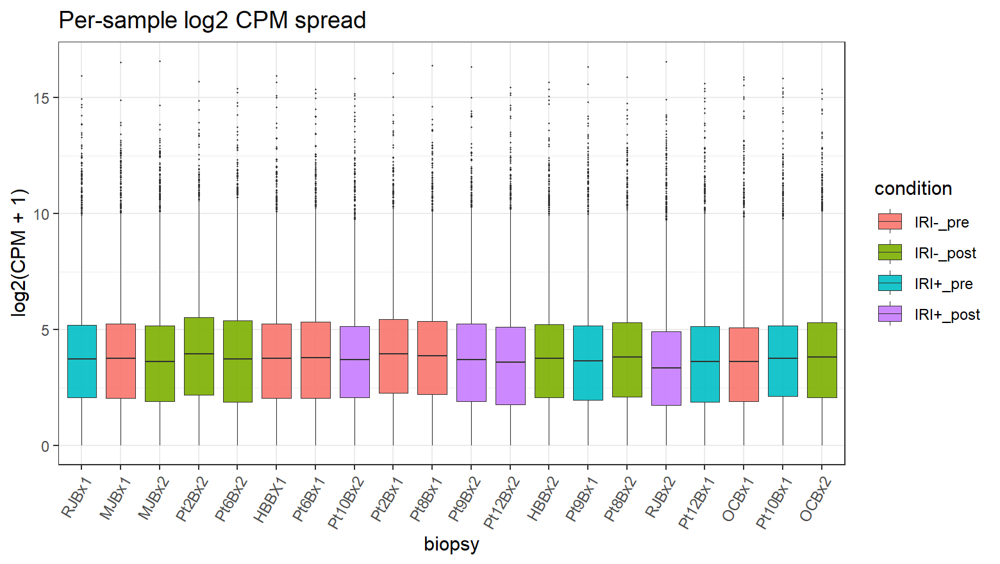 Per-sample log2 CPM spread
log2(CPM + 1)
15
10
5
0
RJBx1
MJBx1
MJBx2
Pt2Bx2
Pt6Bx2
HBBX1
Pt6Bx1
Pt10Bx2
Pt2Bx1
Pt8Bx1
Pt9Bx2
Pt12Bx2
HBBx2
Pt9Bx1
Pt8Bx2
RJBx2
Pt12Bx1
OCBx1
Pt10Bx1
OCBx2
biopsy
condition
IRI-_pre
IRI-_post
IRI+_pre
IRI+_post